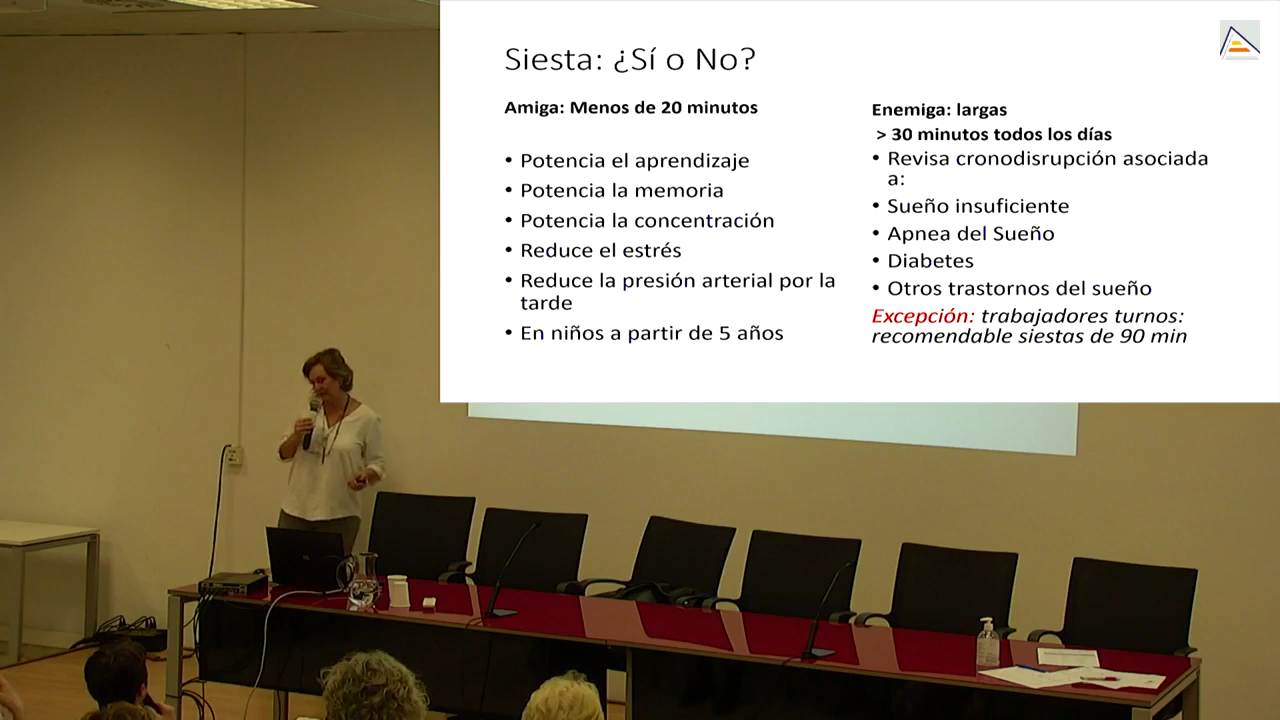 Siesta: ¿Sí o No?
Amiga: Menos de 20 minutos
• Potencia el aprendizaje
• Potencia la memoria
• Potencia la concentración
• Reduce el estrés
• Reduce la presión arterial por la
tarde
• En niños a partir de 5 años
Enemiga: largas
> 30 minutos todos los días
• Revisa cronodisrupción asociada
a:
• Sueño insuficiente
• Apnea del Sueño
• Diabetes
• Otros trastornos del sueño
Excepción: trabajadores turnos:
recomendable siestas de 90 min